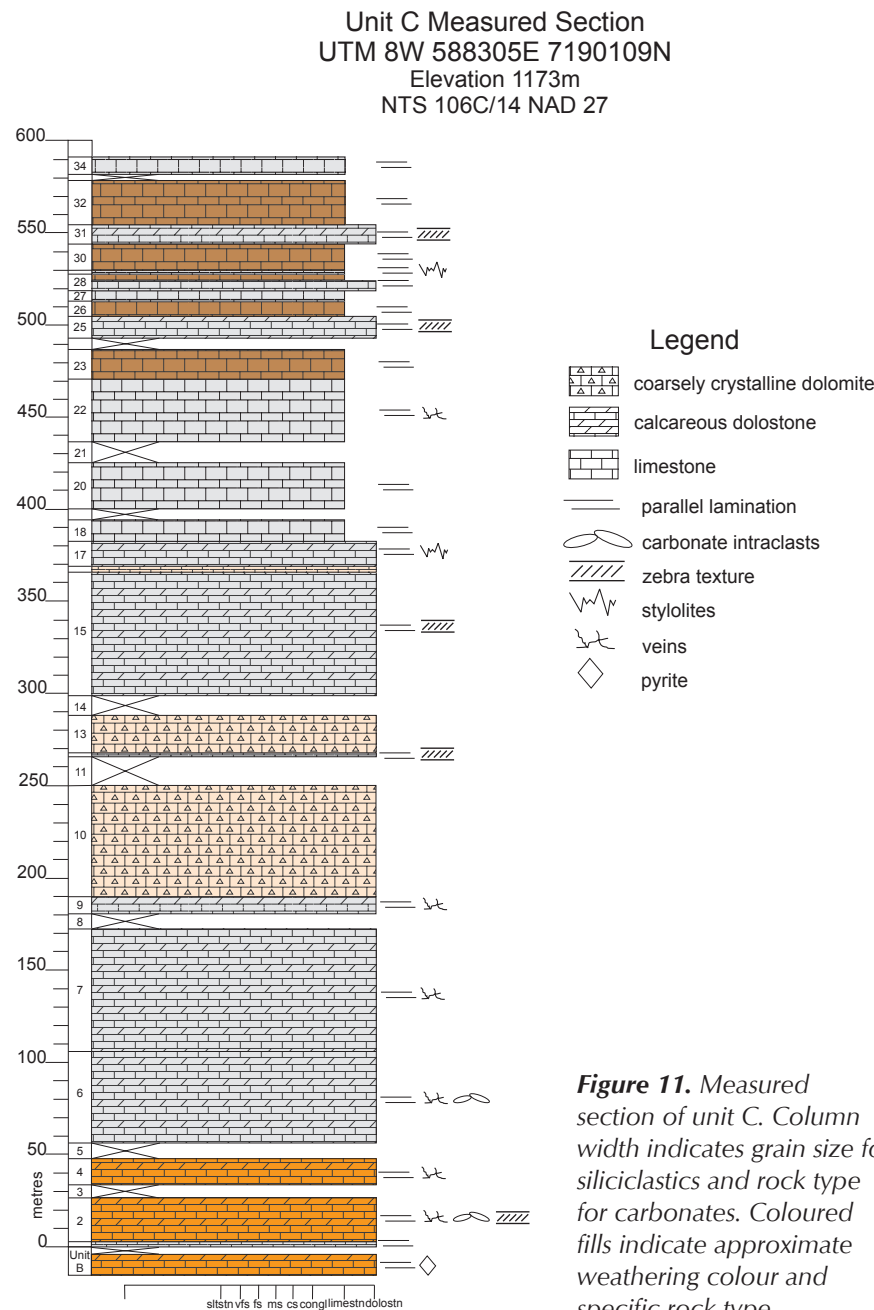 Unit C Measured Section
UTM 8W 588305E 7190109N
Elevation 1173m
NTS 106C/14 NAD 27
600
34
32
550
31
30
28
27
26
500
25
23
22
450
21
20
400
18
17
350
15
300
14
13
11
250
10
200
9
8
150
7
100
6
50
5
4
3
2
metres
0
Unit
B
sltstn vfs fs ms cs congl limestn dolostn
Legend
coarsely crystalline dolomite
calcareous dolostone
limestone
parallel lamination
carbonate intraclasts
zebra texture
stylolites
veins
pyrite
Figure 11. Measured
section of unit C. Column
width indicates grain size fo
siliciclastics and rock type
for carbonates. Coloured
fills indicate approximate
weathering colour and
specific rock type